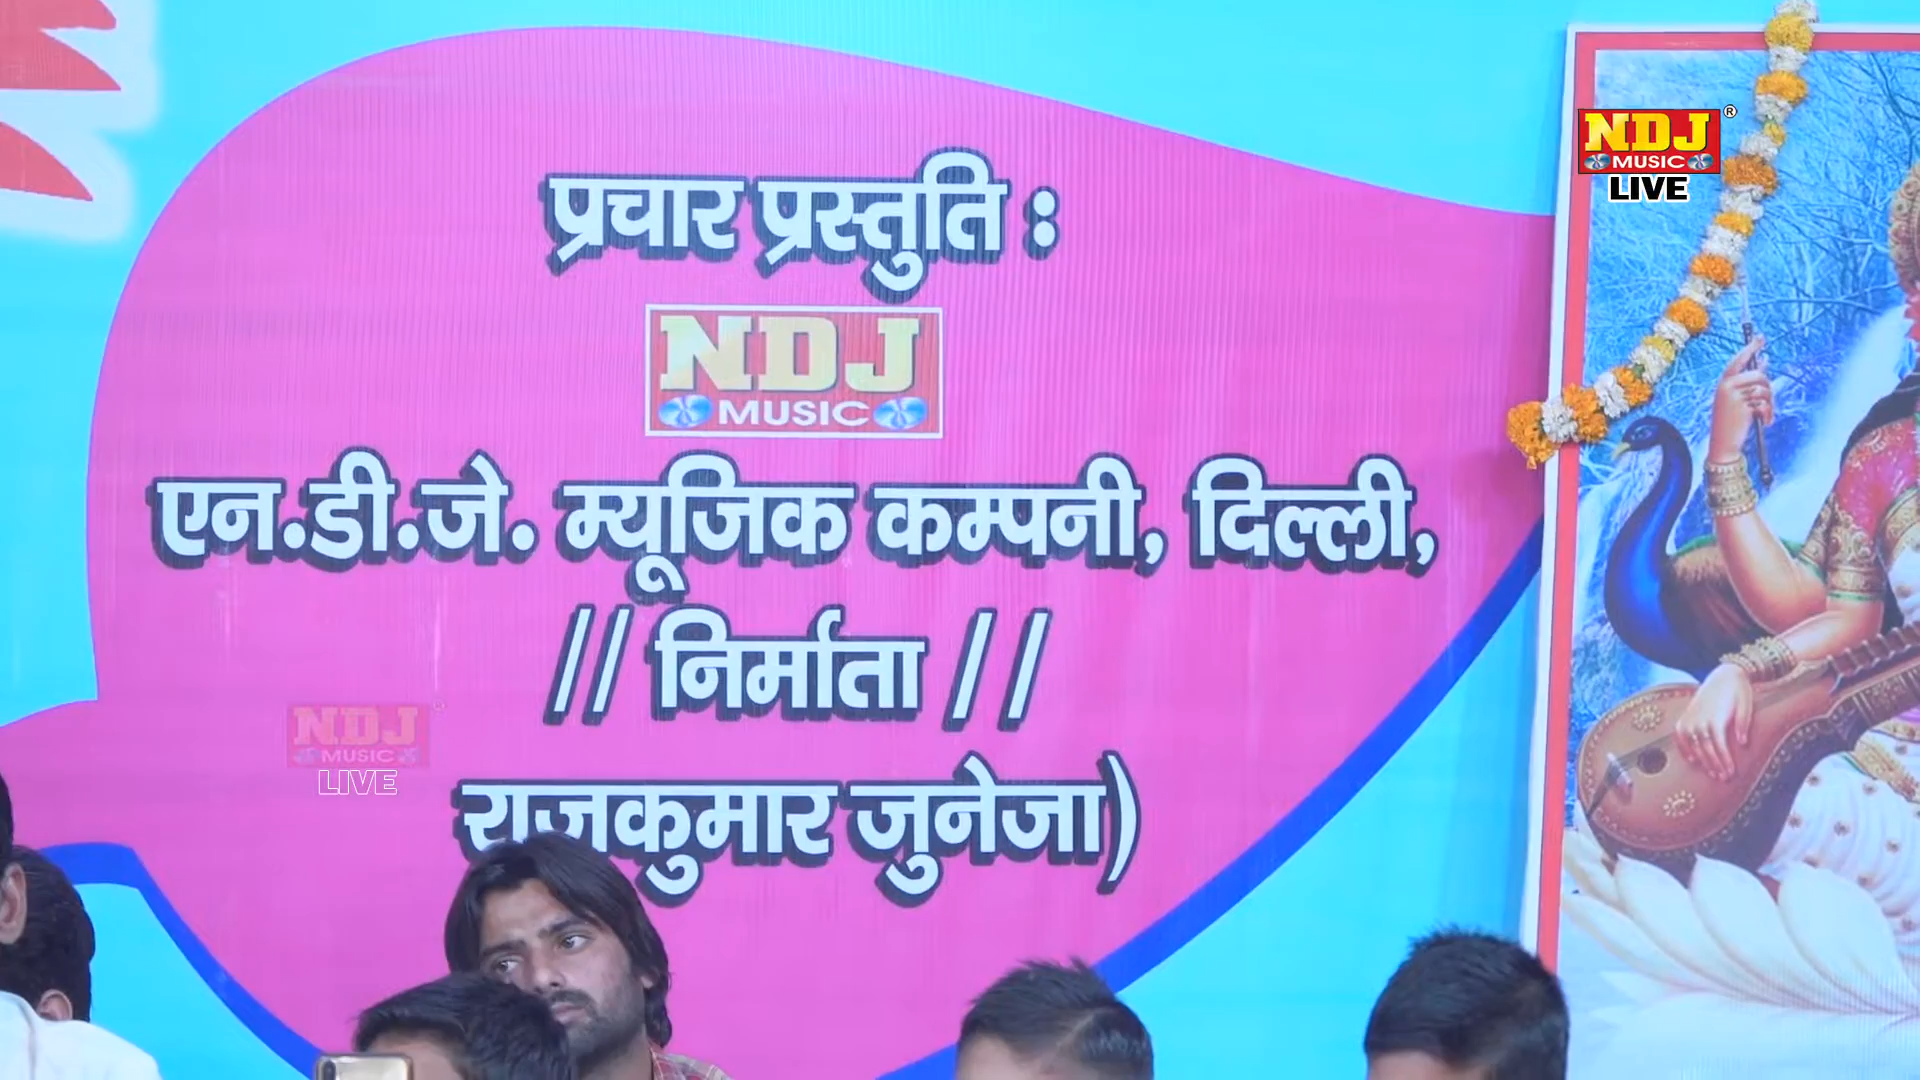 प्रचार प्रस्तुति :
NDJ
MUSIC
एन.डी.जे. म्यूजिक कम्पनी, दिल्ली,
// निर्माता //
राजकुमार जुनेजा)
NDJ ®
MUSIC
LIVE
NDJ
MUSIC
LIVE